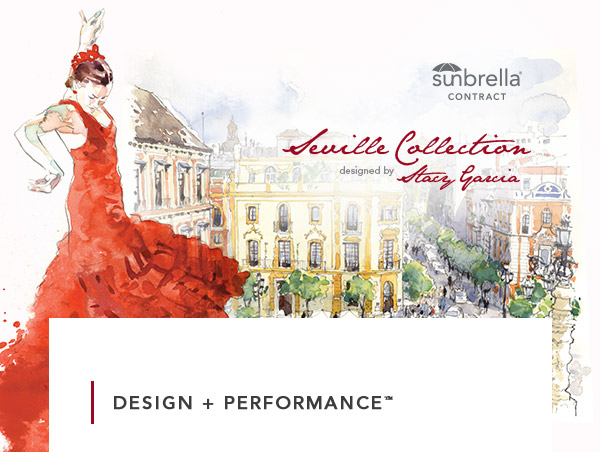 sunbrella®
CONTRACT
Seville Collection
designed by Stacy Garcia
DESIGN + PERFORMANCE™